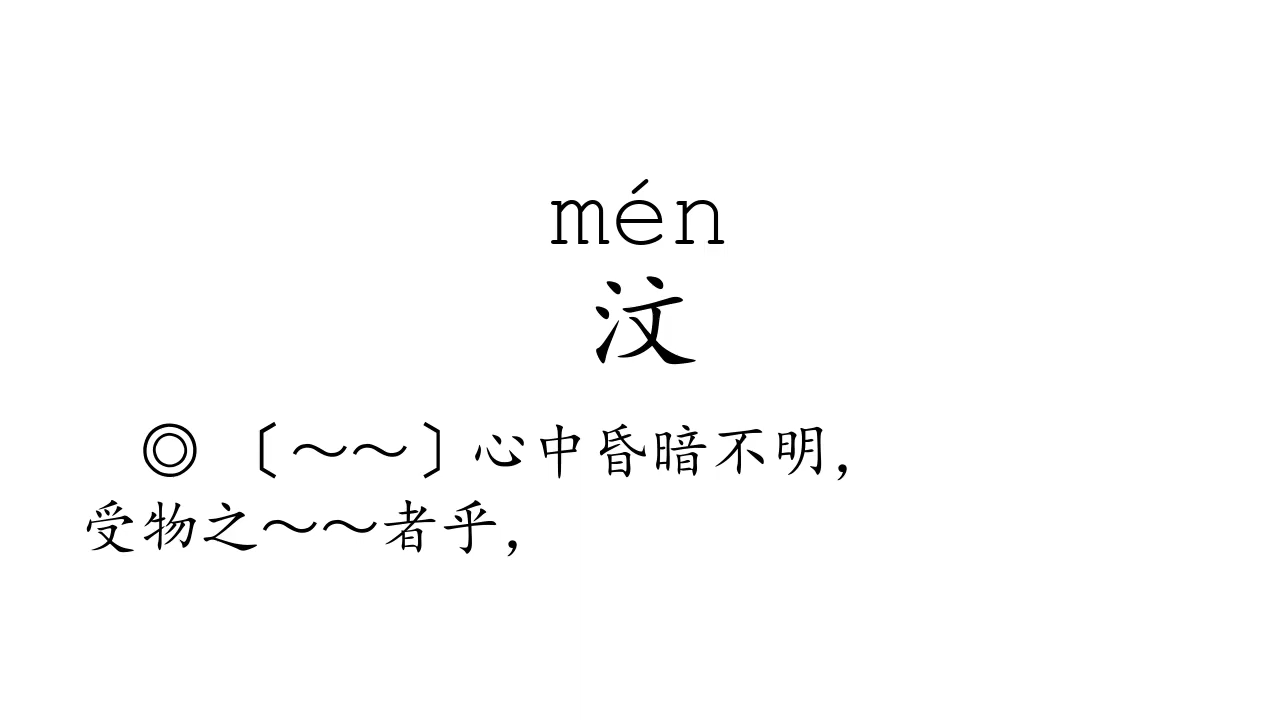 mén
汶
◎ 〔～～〕心中昏暗不明，
受物之～～者乎，